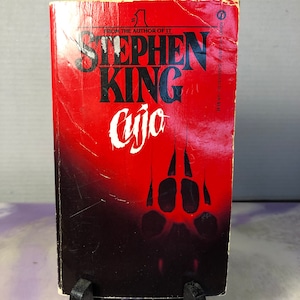 FROM THE AUTHOR OF IT
STEPHEN
KING
Cujo